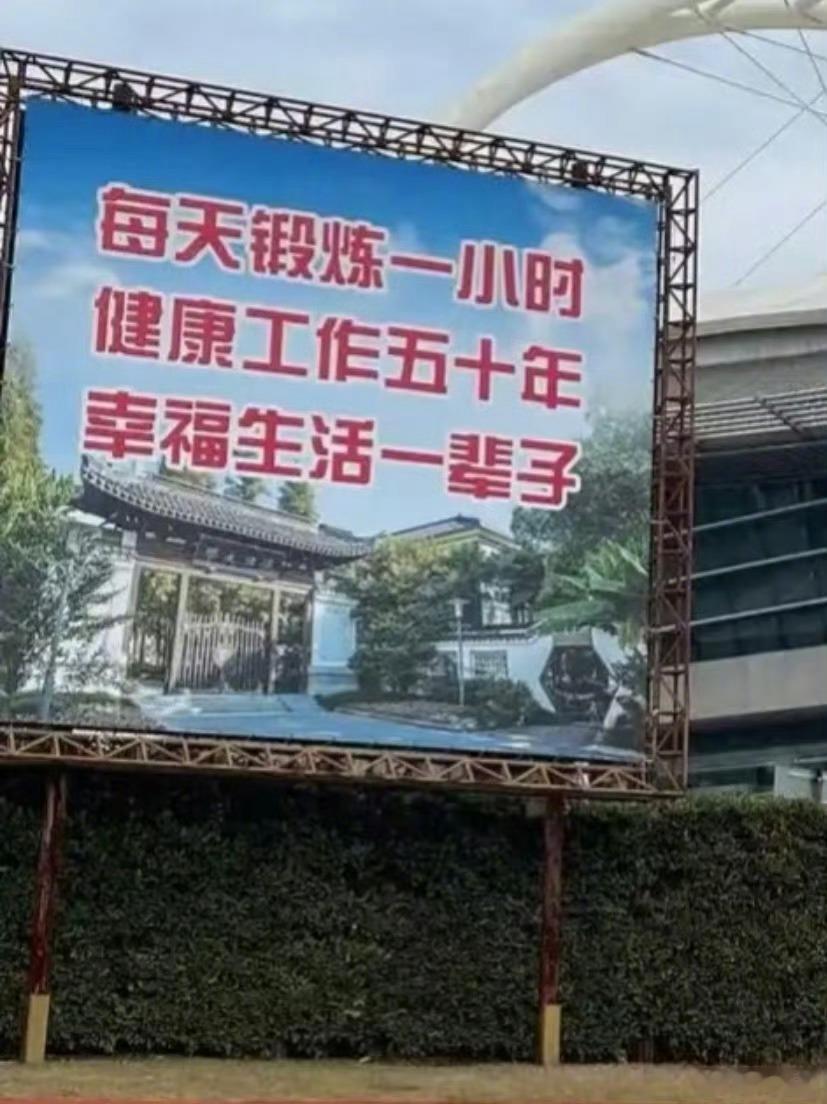 每天锻炼一小时
健康工作五十年
幸福生活一辈子